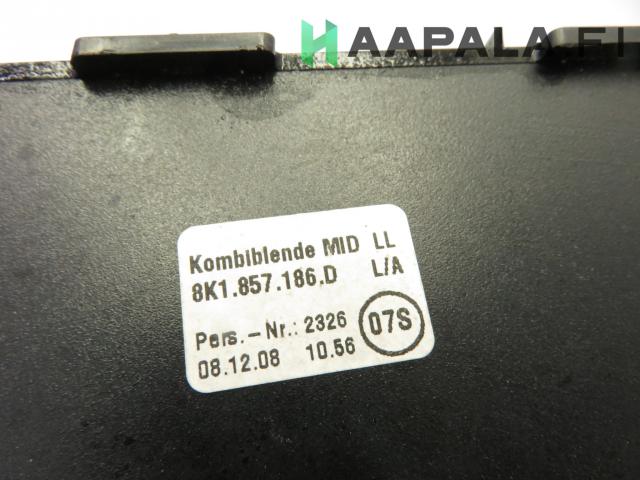 HAAPALA.FI
Kombiblende MID LL
8K1.857.186.D L/A
Pers.-Nr.: 2326 07S
08.12.08 10.56